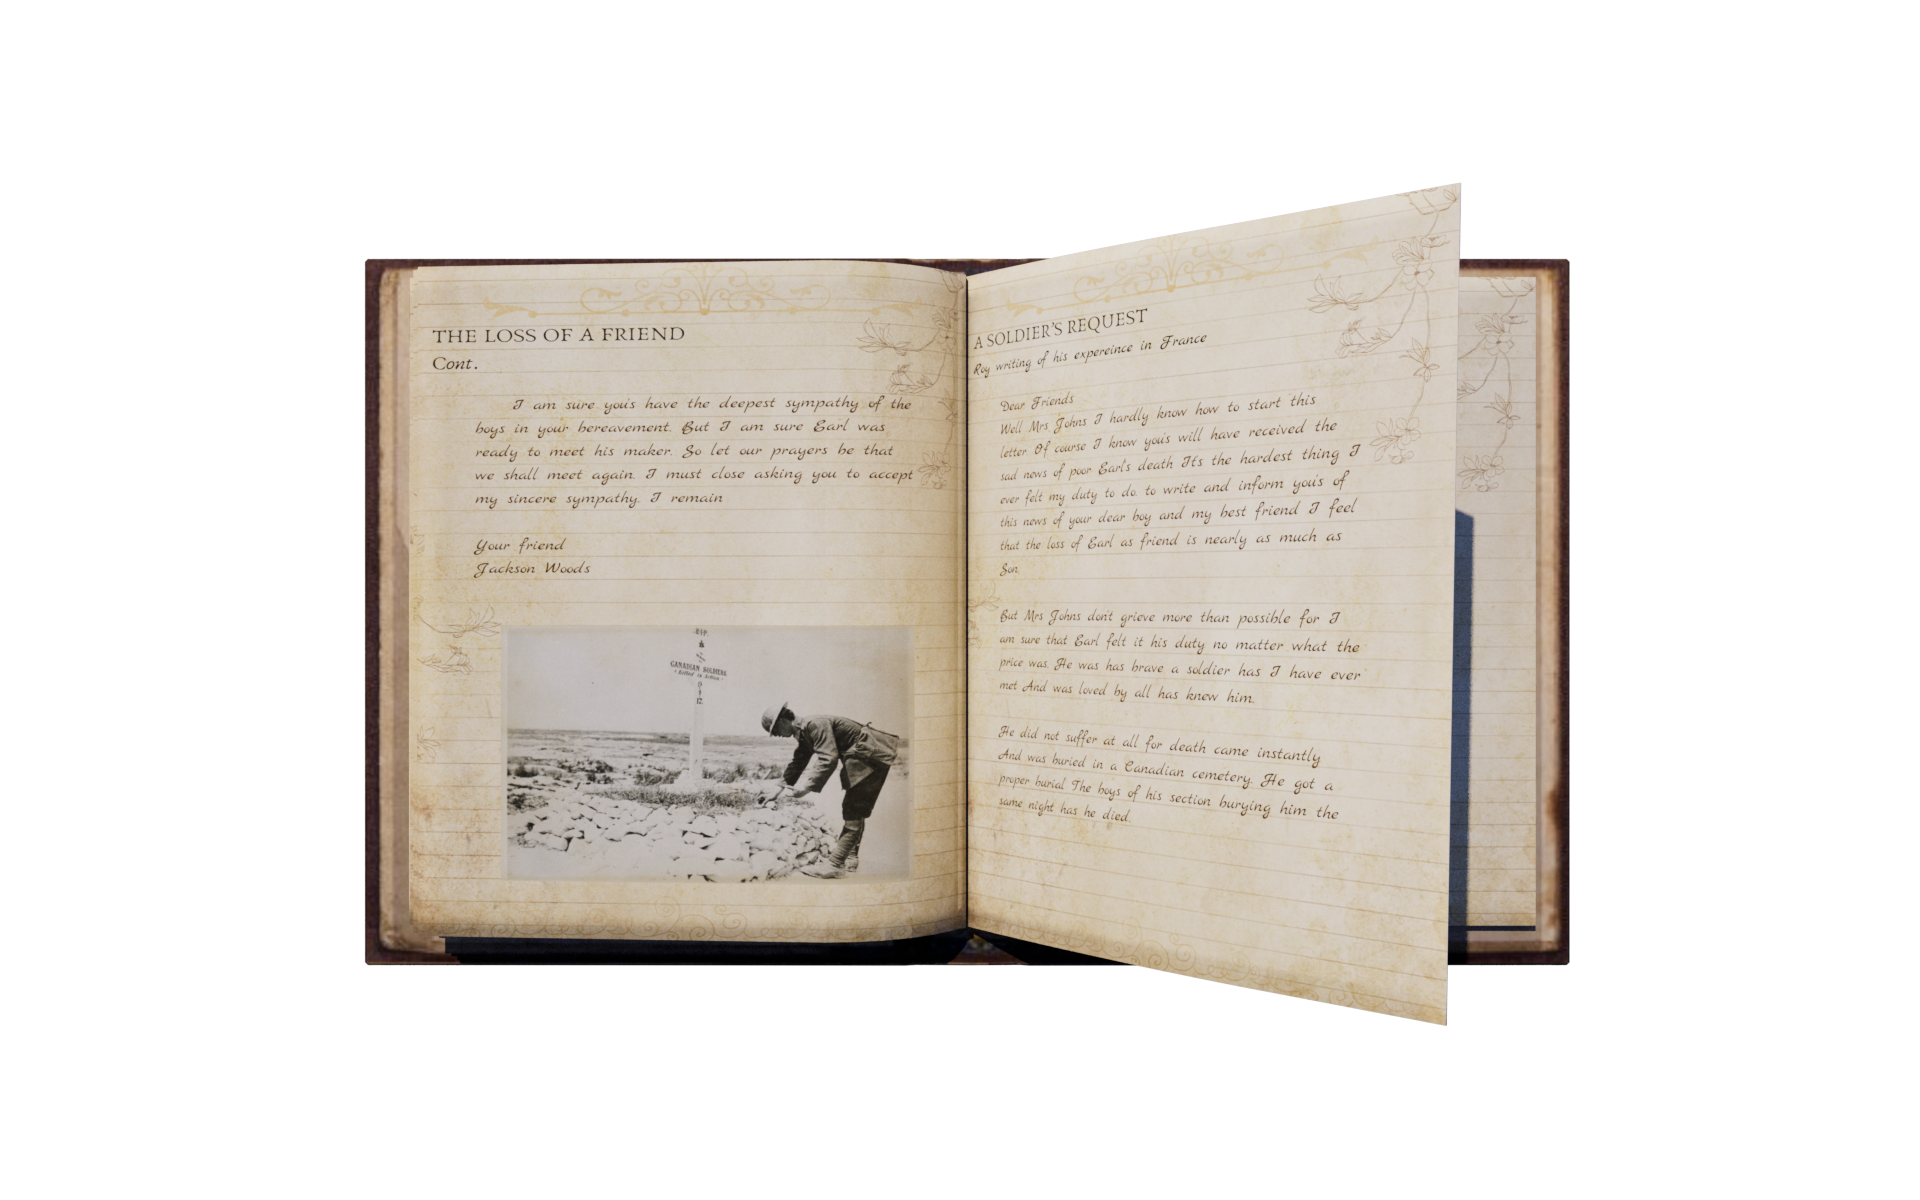 THE LOSS OF A FRIEND
Cont.
I am sure you's have the deepest sympathy of the
boys in your bereavement. But I am sure Earl was
ready to meet his maker. So let our prayers be that
we shall meet again. I must close asking you to accept
my sincere sympathy. I remain
Your friend
Jackson Woods
R.I.P.
CANADIAN SOLDIERS
"Killed in Action"
9
4
17.
A SOLDIER'S REQUEST
Roy writing of his expereince in France
Dear Friends
Well Mrs Johns I hardly know how to start this
letter Of course I know you's will have received the
sad news of poor Earl's death It's the hardest thing I
ever felt my duty to do. to write and inform you's of
this news of your dear boy and my best friend I feel
that the loss of Earl as friend is nearly as much as
Son.
But Mrs Johns don't grieve more than possible for I
am sure that Earl felt it his duty no matter what the
price was. He was has brave a soldier has I have ever
met And was loved by all has knew him.
He did not suffer at all for death came instantly
And was buried in a Canadian cemetery. He got a
proper burial The boys of his section burying him the
same night has he died.